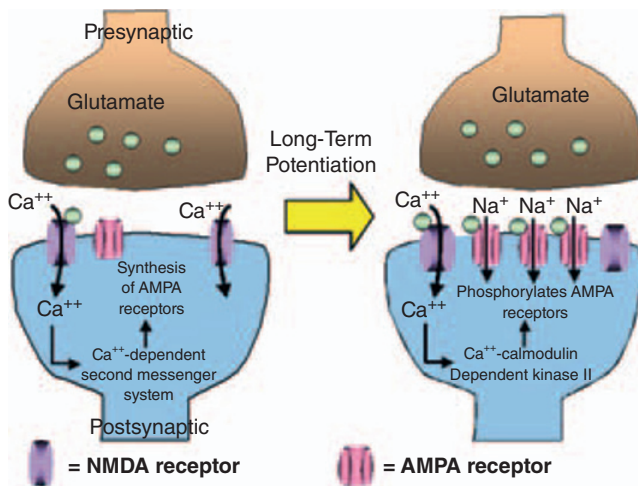 Presynaptic
Glutamate
Ca++
Ca++
Synthesis
of AMPA
receptors
Ca++
Ca++-dependent
second messenger
system
Postsynaptic
Long-Term
Potentiation
Glutamate
Ca++
Na+
Na+
Na+
Phosphorylates AMPA
receptors
Ca++
Ca++-calmodulin
Dependent kinase II
= NMDA receptor
= AMPA receptor